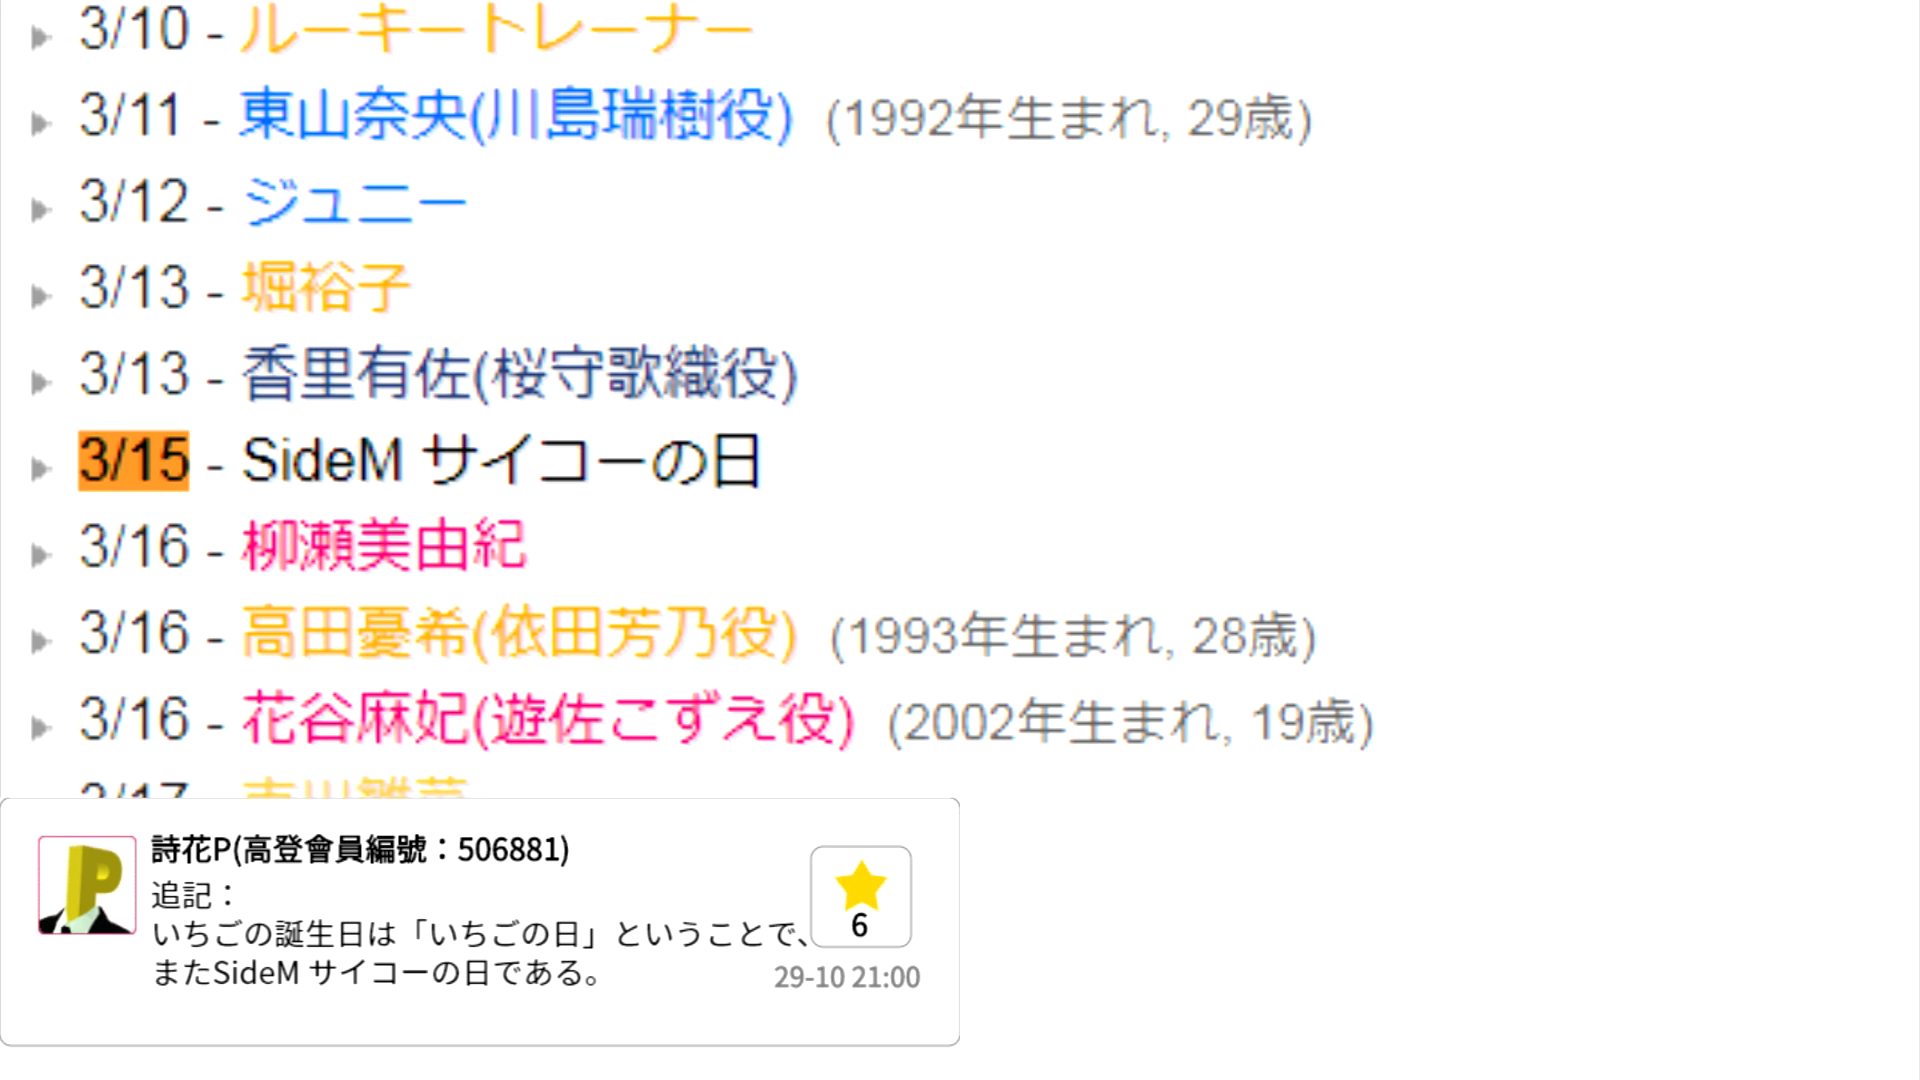 3/10 - ルーキートレーナー
3/11 - 東山奈央(川島瑞樹役) (1992年生まれ, 29歳)
3/12 - ジュニー
3/13 - 堀裕子
3/13 - 香里有佐(桜守歌織役)
3/15 - SideM サイコーの日
3/16 - 柳瀬美由紀
3/16 - 高田憂希(依田芳乃役) (1993年生まれ, 28歳)
3/16 - 花谷麻妃(遊佐こずえ役) (2002年生まれ, 19歳)
3/17 - 市川雛菜
詩花P(高登會員編號：506881)
追記：
いちごの誕生日は「いちごの日」ということで、
またSideM サイコーの日である。
6
29-10 21:00